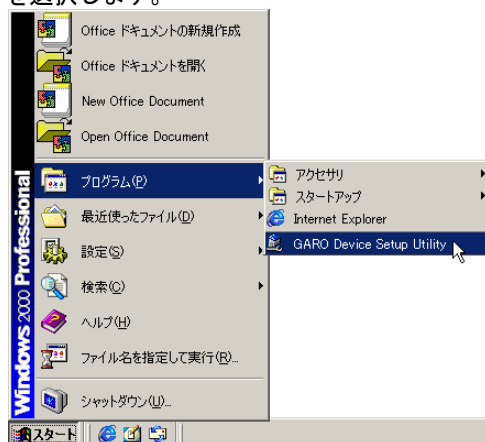 を選択します。
Office ドキュメントの新規作成
Office ドキュメントを開く
New Office Document
Open Office Document
プログラム(P)
最近使ったファイル(D)
設定(S)
検索(C)
ヘルプ(H)
ファイル名を指定して実行(R)...
シャットダウン(U)...
アクセサリ
スタートアップ
Internet Explorer
GARO Device Setup Utility
Windows 2000 Professional
スタート